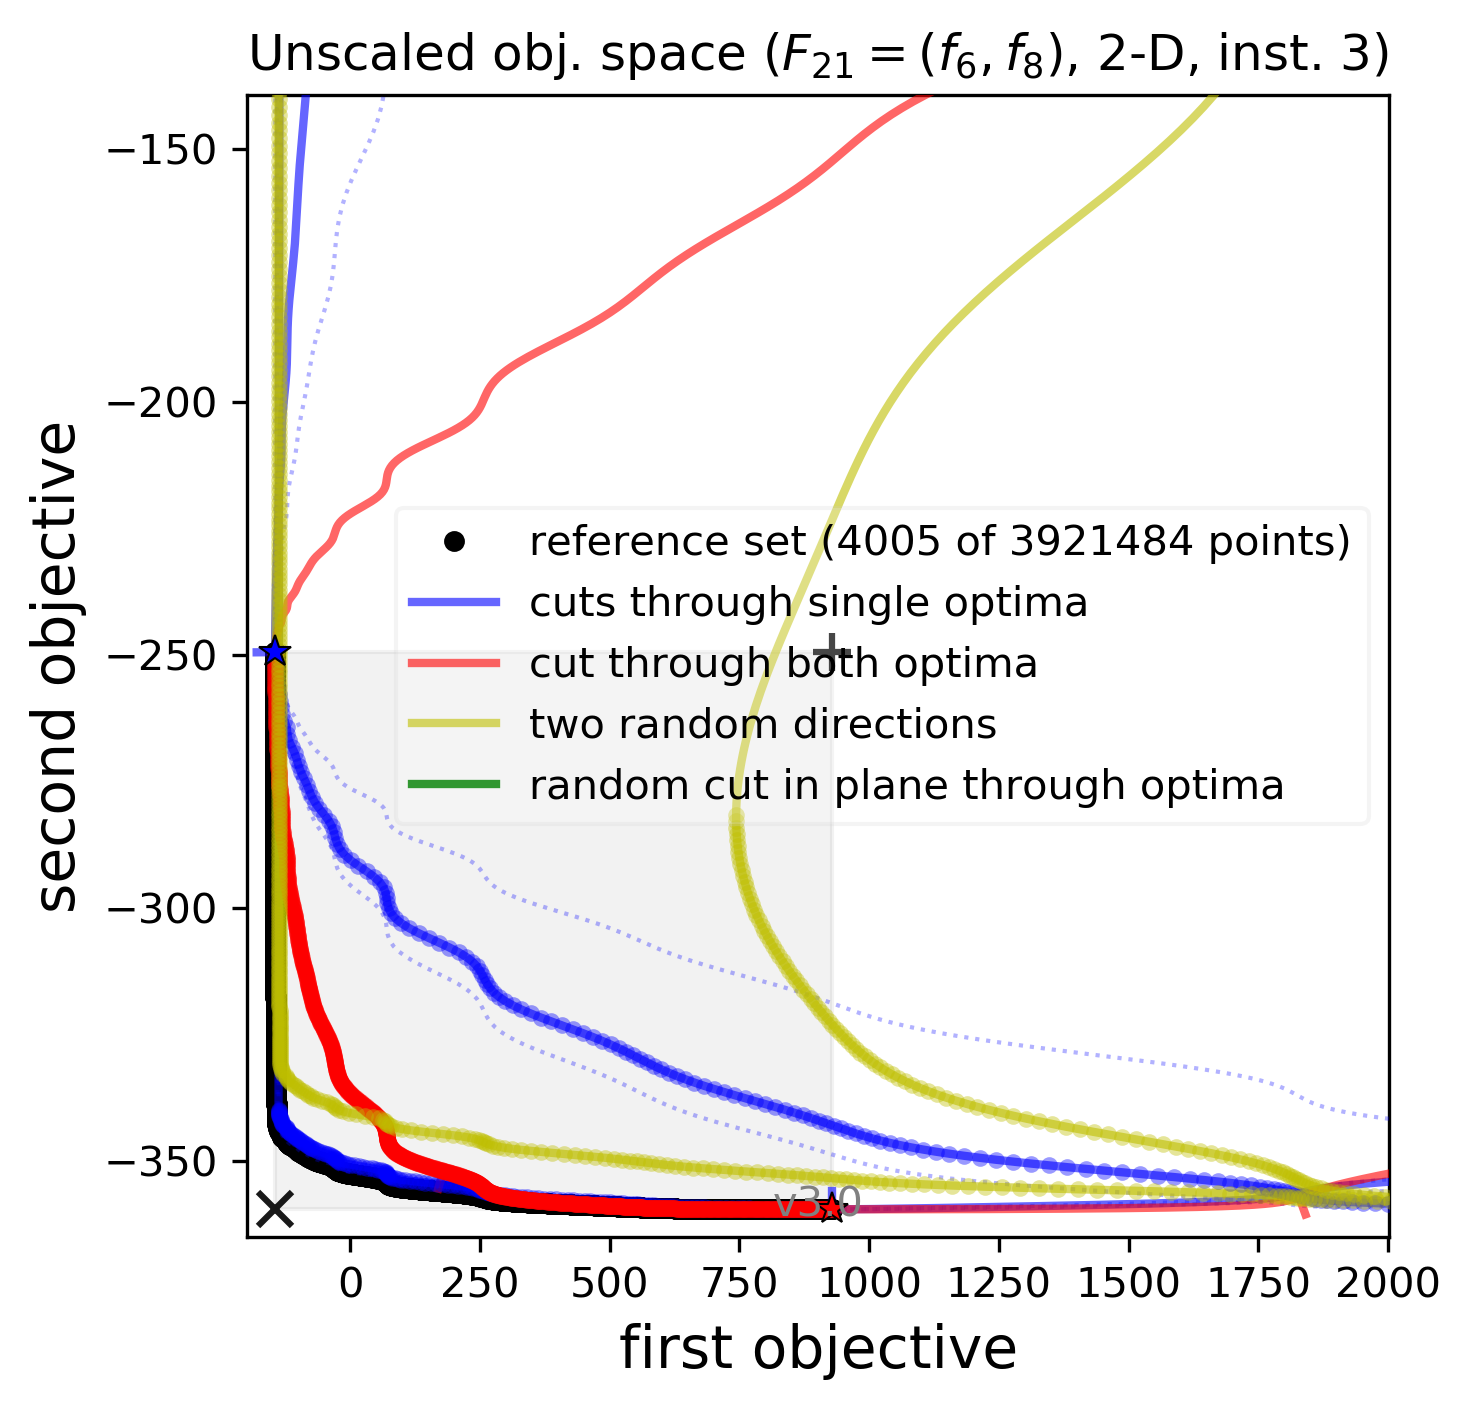 Unscaled obj. space ($F_{21} = (f_6, f_8)$, 2-D, inst. 3)
−150
−200
−250
−300
−350
second objective
reference set (4005 of 3921484 points)
cuts through single optima
cut through both optima
two random directions
random cut in plane through optima
v3.0
0 250 500 750 1000 1250 1500 1750 2000
first objective